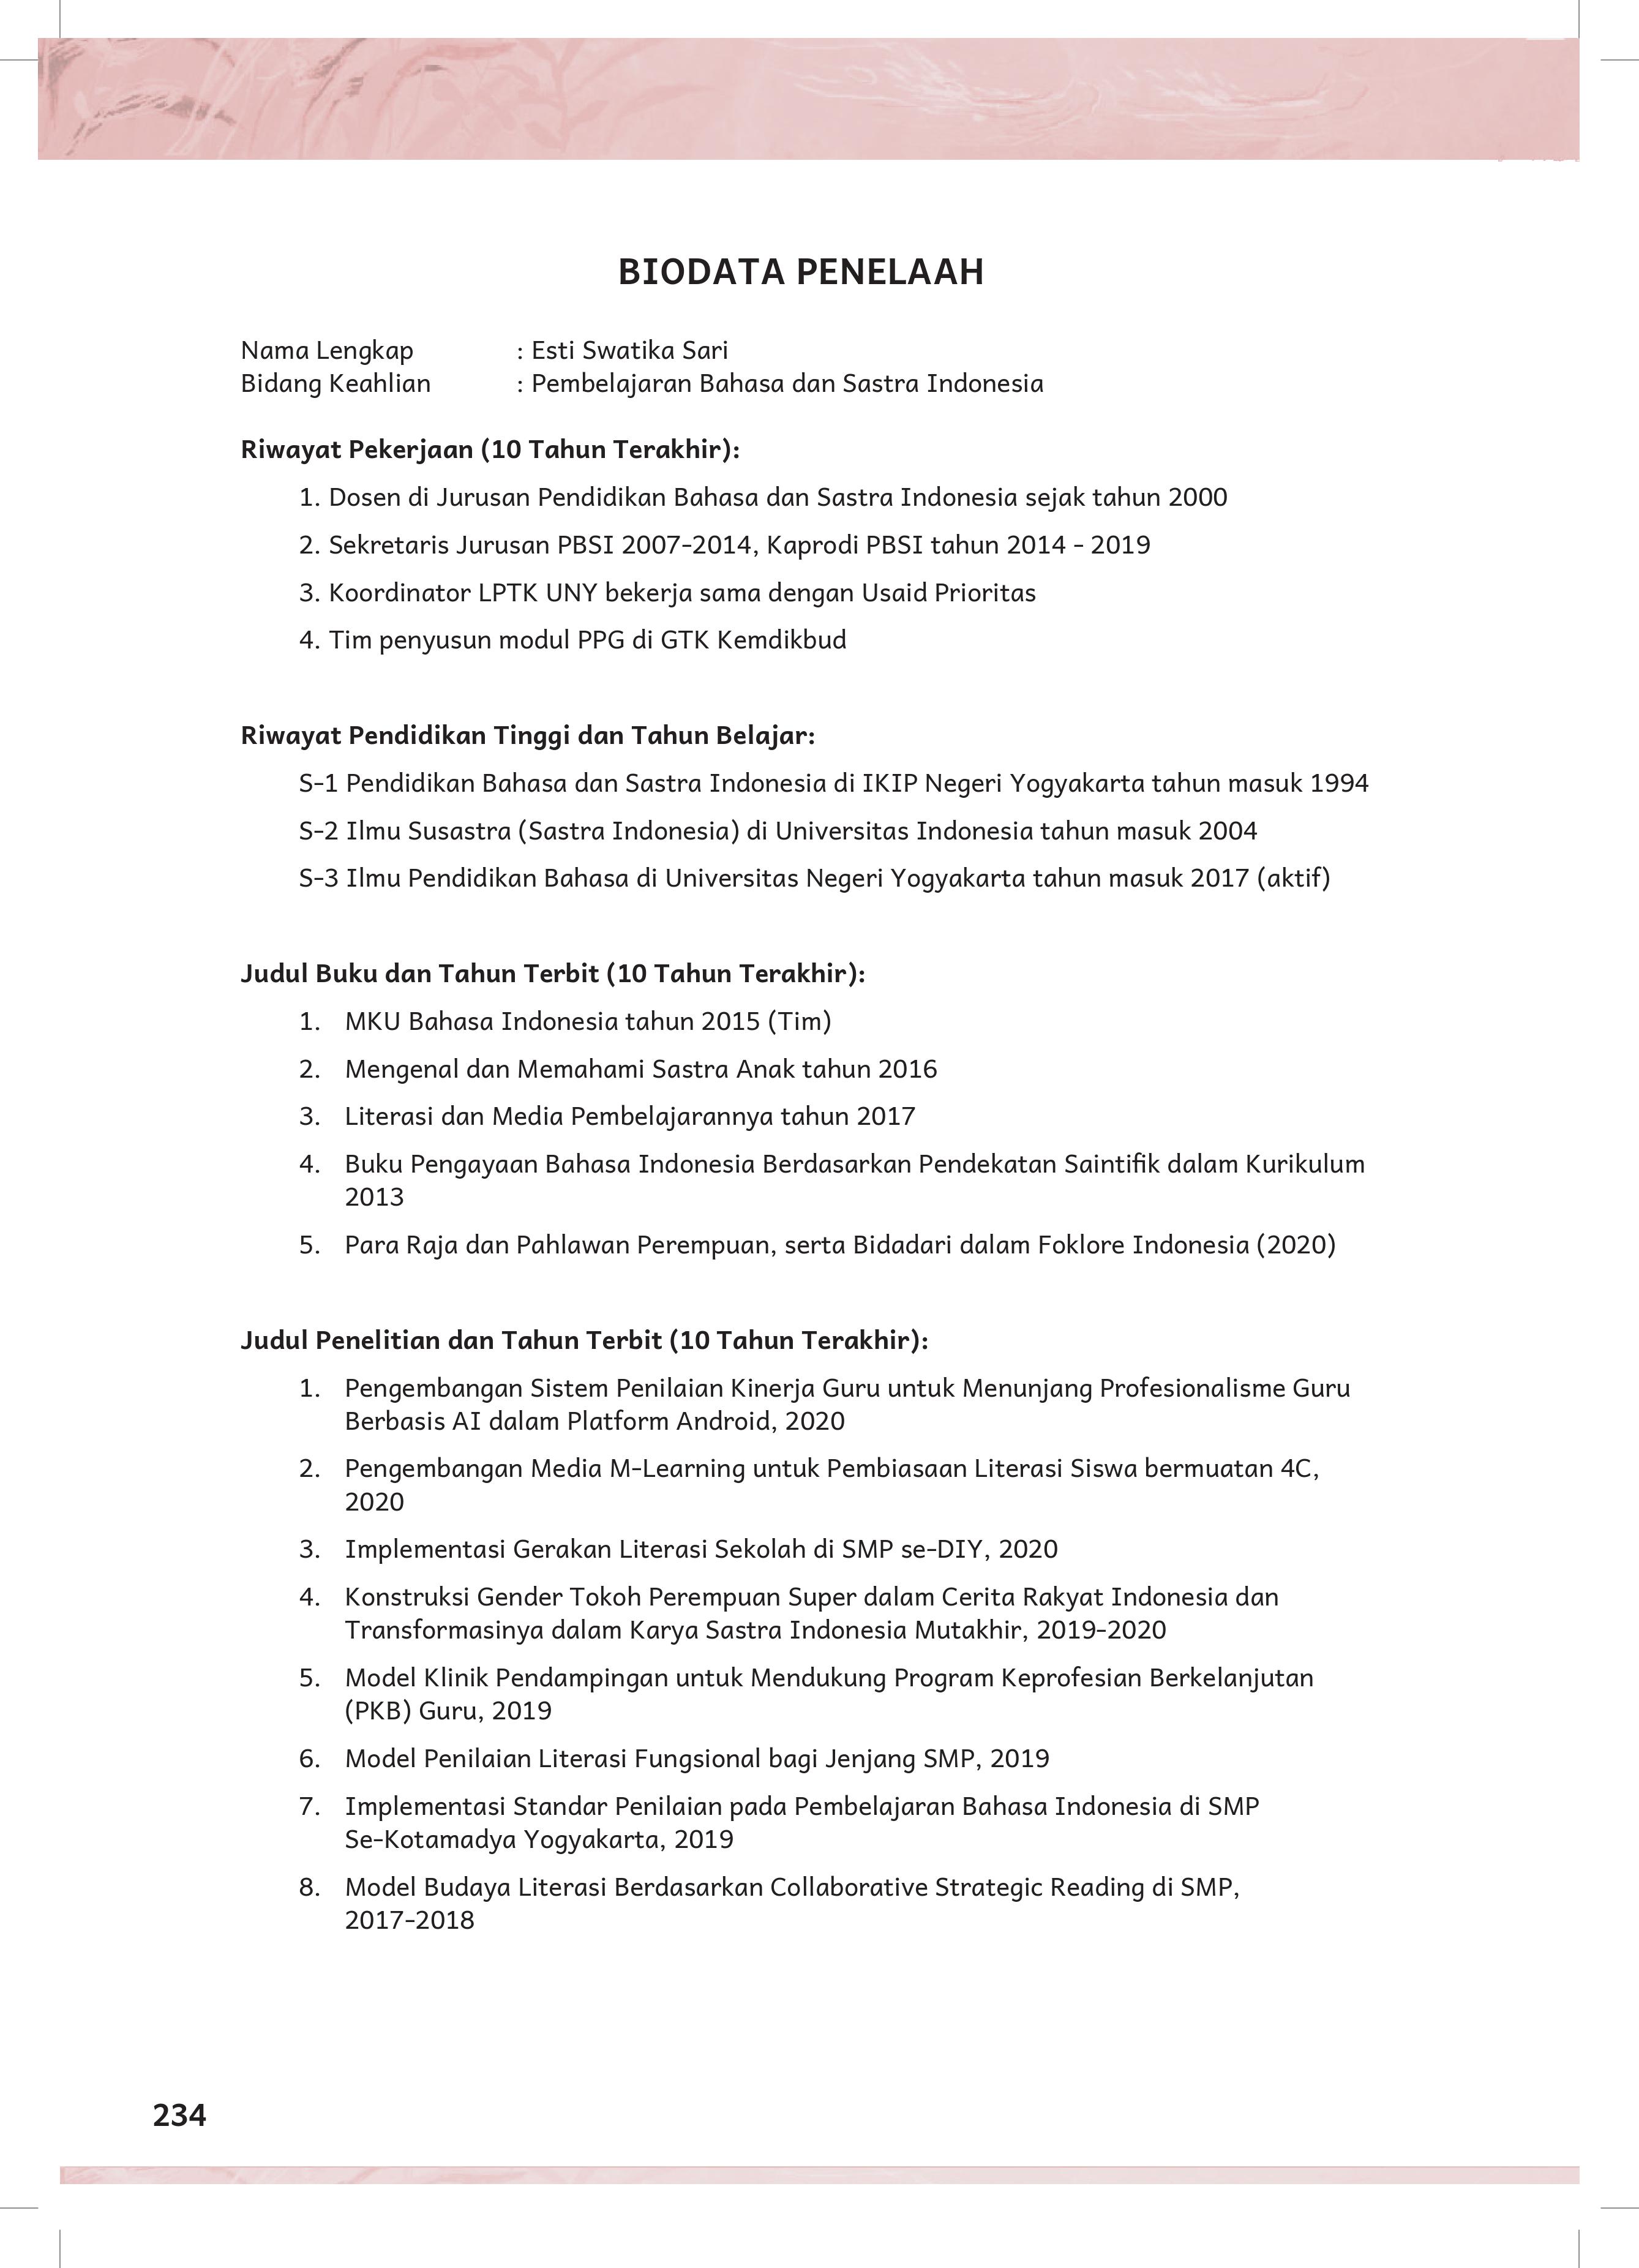 BIODATA PENELAAH
Nama Lengkap : Esti Swatika Sari
Bidang Keahlian : Pembelajaran Bahasa dan Sastra Indonesia
Riwayat Pekerjaan (10 Tahun Terakhir):
1. Dosen di Jurusan Pendidikan Bahasa dan Sastra Indonesia sejak tahun 2000
2. Sekretaris Jurusan PBSI 2007-2014, Kaprodi PBSI tahun 2014 - 2019
3. Koordinator LPTK UNY bekerja sama dengan Usaid Prioritas
4. Tim penyusun modul PPG di GTK Kemdikbud
Riwayat Pendidikan Tinggi dan Tahun Belajar:
S-1 Pendidikan Bahasa dan Sastra Indonesia di IKIP Negeri Yogyakarta tahun masuk 1994
S-2 Ilmu Susastra (Sastra Indonesia) di Universitas Indonesia tahun masuk 2004
S-3 Ilmu Pendidikan Bahasa di Universitas Negeri Yogyakarta tahun masuk 2017 (aktif)
Judul Buku dan Tahun Terbit (10 Tahun Terakhir):
1. MKU Bahasa Indonesia tahun 2015 (Tim)
2. Mengenal dan Memahami Sastra Anak tahun 2016
3. Literasi dan Media Pembelajarannya tahun 2017
4. Buku Pengayaan Bahasa Indonesia Berdasarkan Pendekatan Saintifik dalam Kurikulum
2013
5. Para Raja dan Pahlawan Perempuan, serta Bidadari dalam Foklore Indonesia (2020)
Judul Penelitian dan Tahun Terbit (10 Tahun Terakhir):
1. Pengembangan Sistem Penilaian Kinerja Guru untuk Menunjang Profesionalisme Guru
Berbasis AI dalam Platform Android, 2020
2. Pengembangan Media M-Learning untuk Pembiasaan Literasi Siswa bermuatan 4C,
2020
3. Implementasi Gerakan Literasi Sekolah di SMP se-DIY, 2020
4. Konstruksi Gender Tokoh Perempuan Super dalam Cerita Rakyat Indonesia dan
Transformasinya dalam Karya Sastra Indonesia Mutakhir, 2019-2020
5. Model Klinik Pendampingan untuk Mendukung Program Keprofesian Berkelanjutan
(PKB) Guru, 2019
6. Model Penilaian Literasi Fungsional bagi Jenjang SMP, 2019
7. Implementasi Standar Penilaian pada Pembelajaran Bahasa Indonesia di SMP
Se-Kotamadya Yogyakarta, 2019
8. Model Budaya Literasi Berdasarkan Collaborative Strategic Reading di SMP,
2017-2018
234